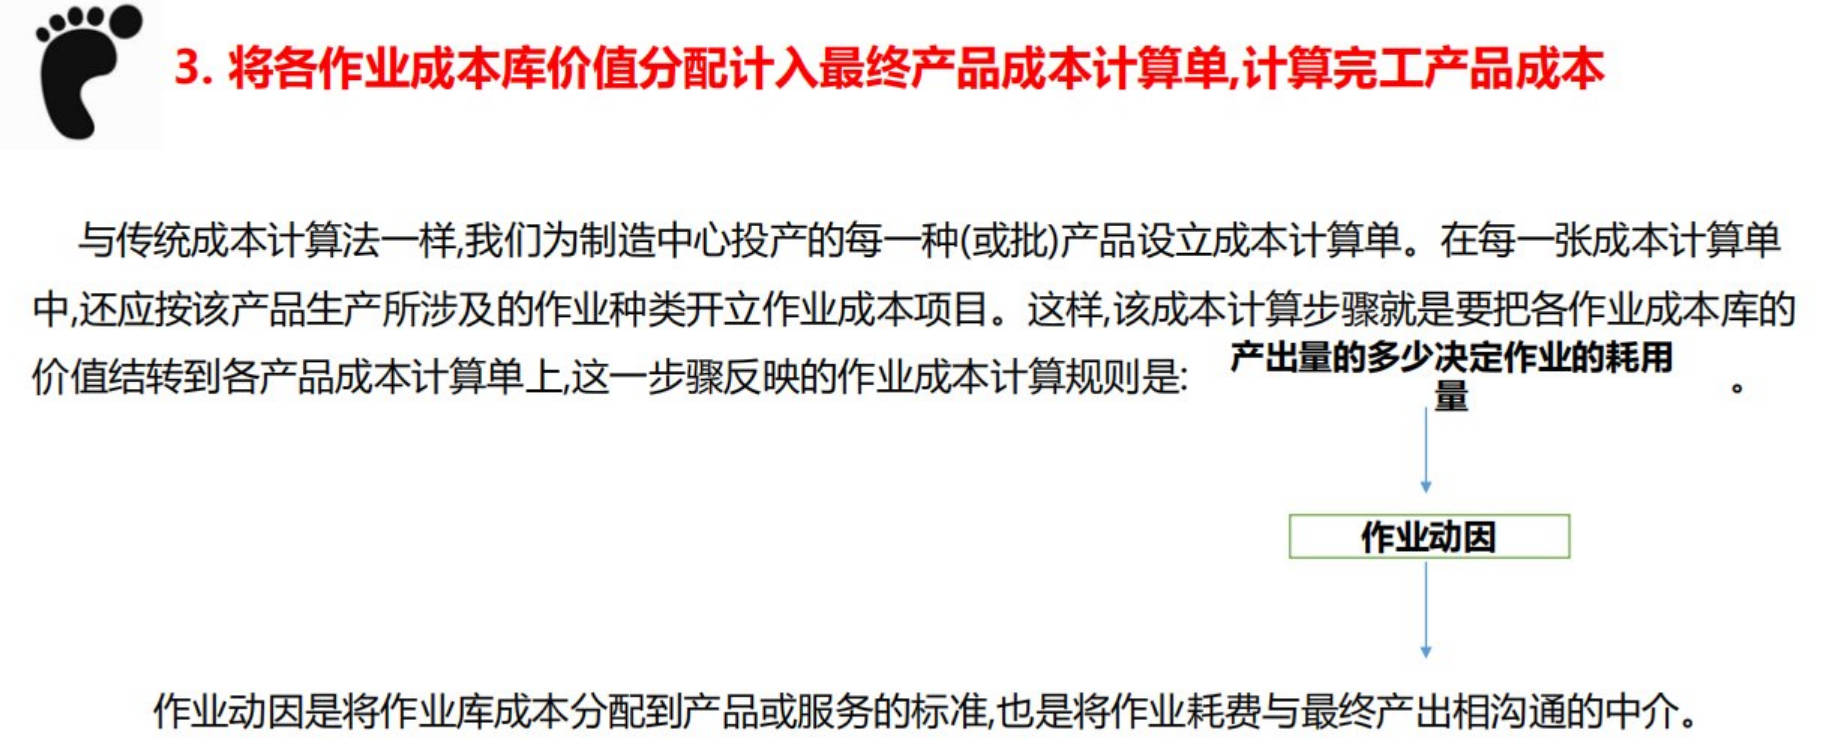 3. 将各作业成本库价值分配计入最终产品成本计算单,计算完工产品成本
与传统成本计算法一样,我们为制造中心投产的每一种(或批)产品设立成本计算单。在每一张成本计算单
中,还应按该产品生产所涉及的作业种类开立作业成本项目。这样,该成本计算步骤就是要把各作业成本库的
价值结转到各产品成本计算单上,这一步骤反映的作业成本计算规则是:
产出量的多少决定作业的耗用
量
。
作业动因
作业动因是将作业库成本分配到产品或服务的标准,也是将作业耗费与最终产出相沟通的中介。